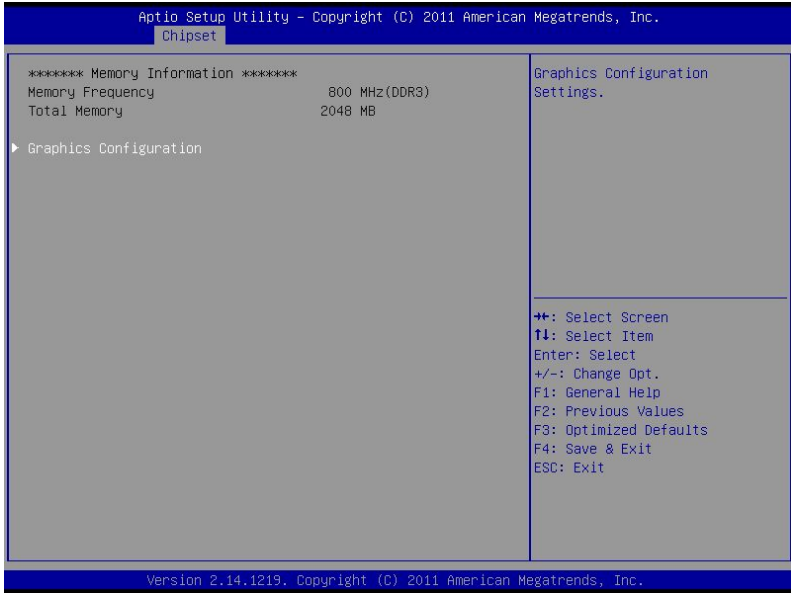 Aptio Setup Utility – Copyright (C) 2011 American Megatrends, Inc.
Chipset
******* Memory Information *******
Memory Frequency 800 MHz(DDR3)
Total Memory 2048 MB
▶ Graphics Configuration
Graphics Configuration
Settings.
→←: Select Screen
↑↓: Select Item
Enter: Select
+/-: Change Opt.
F1: General Help
F2: Previous Values
F3: Optimized Defaults
F4: Save & Exit
ESC: Exit
Version 2.14.1219. Copyright (C) 2011 American Megatrends, Inc.